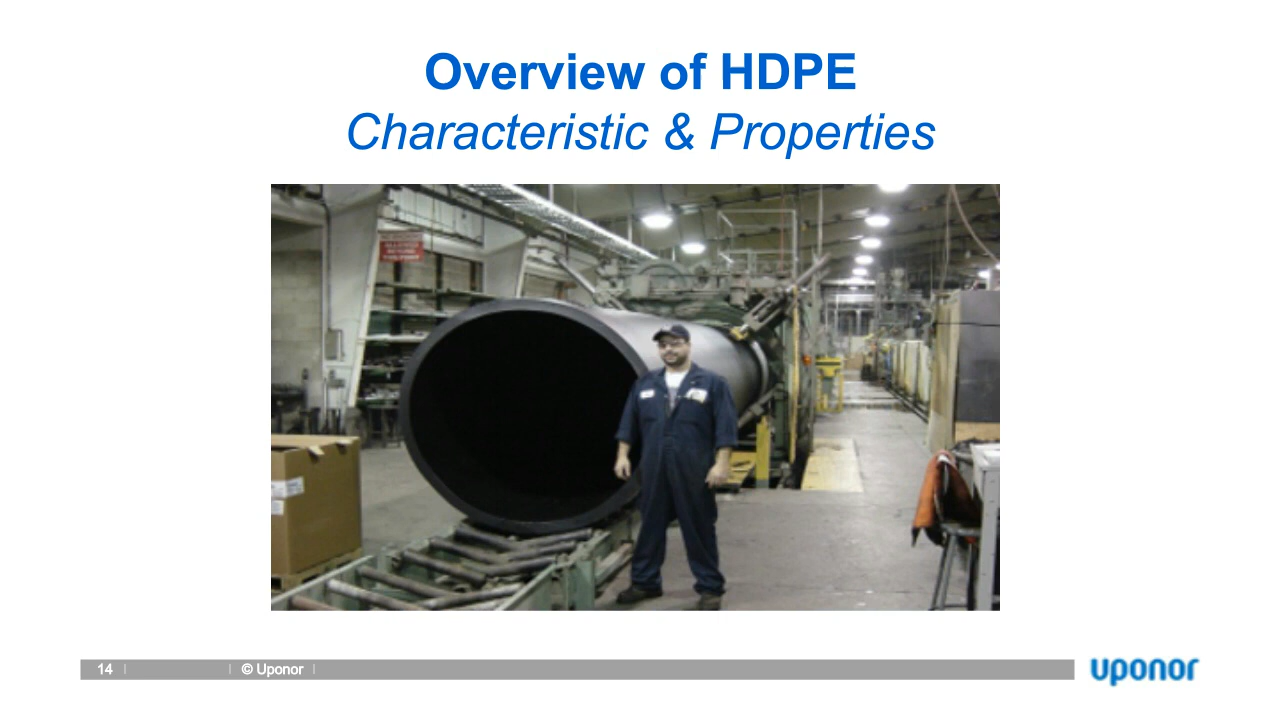 Overview of HDPE
Characteristic & Properties
14
© Uponor
uponor